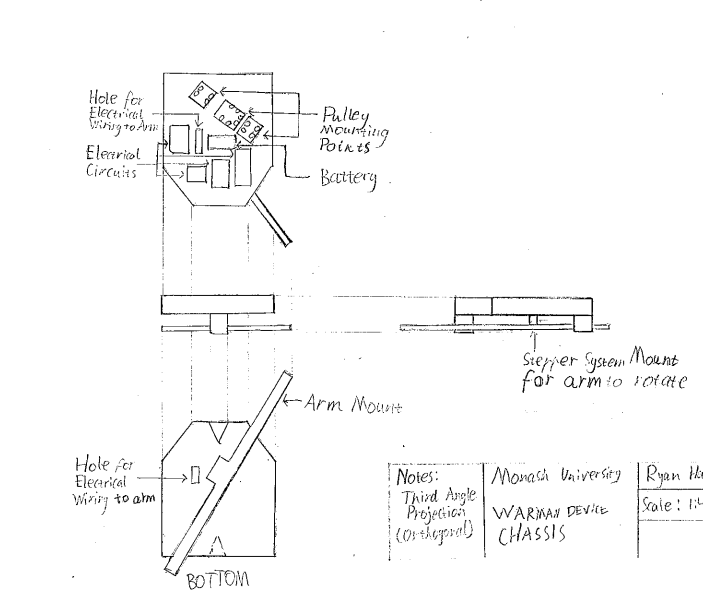 Hole for
Electrical
Wiring to Arm
Pulley
Mounting
Points
Electrical
Circuits
Battery
Stepper System Mount
for arm to rotate
Arm Mount
Hole for
Electrical
Wiring to arm
BOTTOM
Notes:
Third Angle
Projection
(Orthogonal)
Monash University
WARMAN DEVICE
CHASSIS
Ryan
Scale: